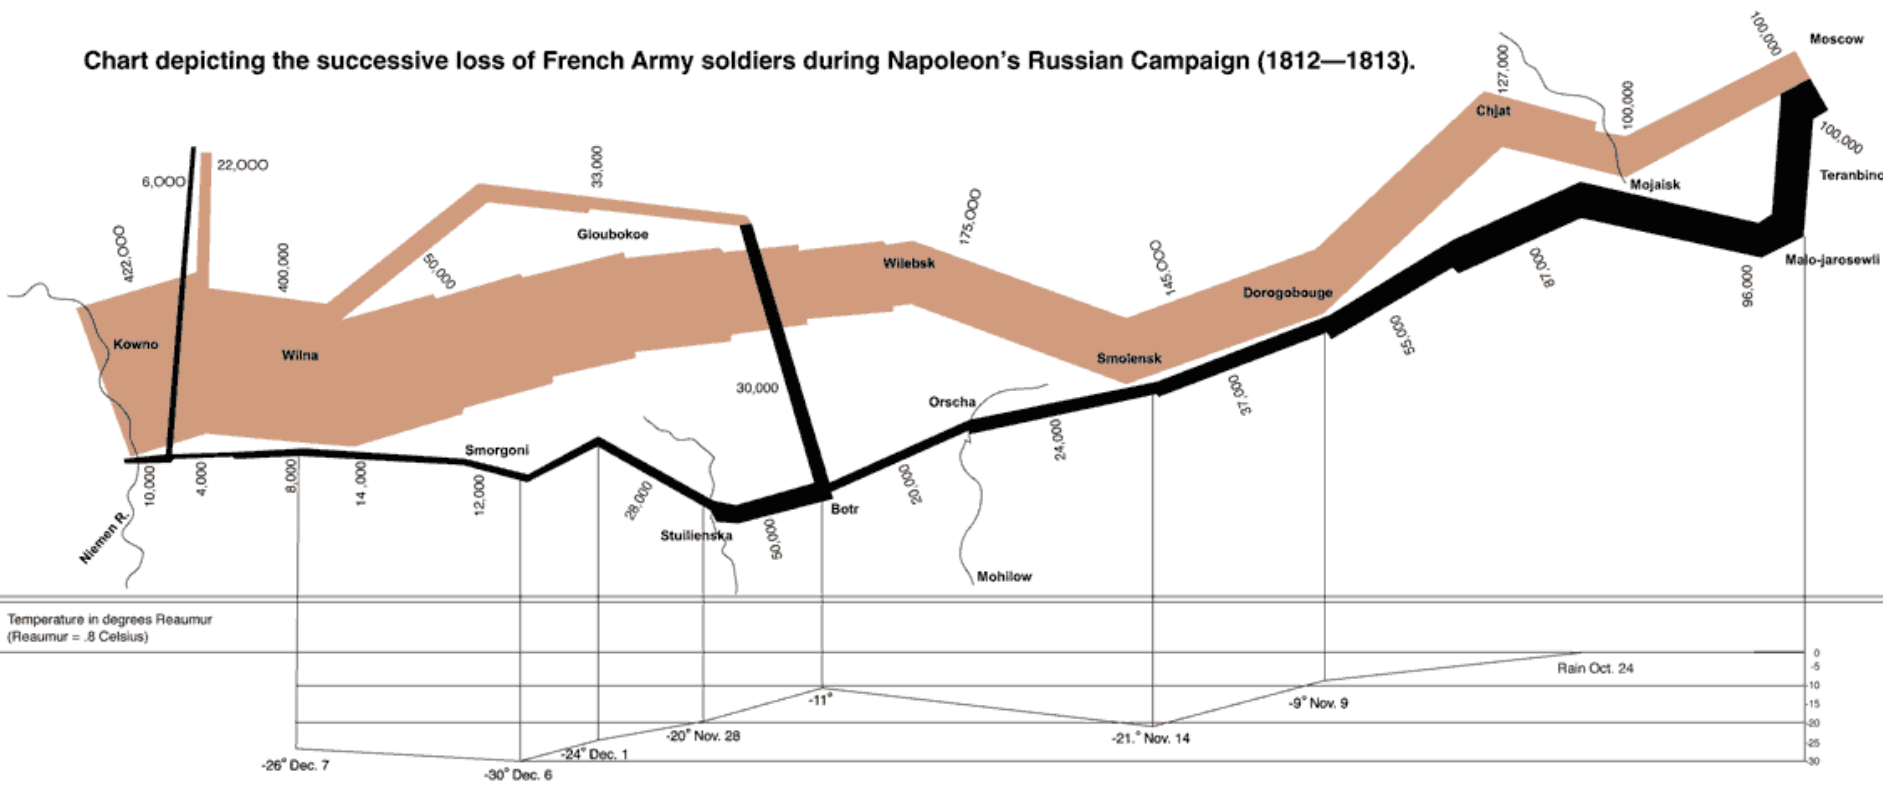 Chart depicting the successive loss of French Army soldiers during Napoleon's Russian Campaign (1812—1813).
100,000
Moscow
127,000
100,000
100,000
Chjat
Mojaisk
Teranbino
6,000
22,000
33,000
422,000
400,000
50,000
Gloubokoe
175,000
Wilebsk
145,000
Dorogobouge
87,000
96,000
Malo-jarosewli
55,000
Kowno
Wilna
Smolensk
30,000
Orscha
37,000
24,000
Smorgoni
10,000
4,000
8,000
14,000
12,000
28,000
20,000
Botr
Stuilienska
50,000
Niemen R.
Mohilow
Temperature in degrees Reaumur
(Reaumur = .8 Celsius)
0
-5
-10
-15
-20
-25
-30
Rain Oct. 24
-9° Nov. 9
-21.° Nov. 14
-11°
-20° Nov. 28
-24° Dec. 1
-30° Dec. 6
-26° Dec. 7